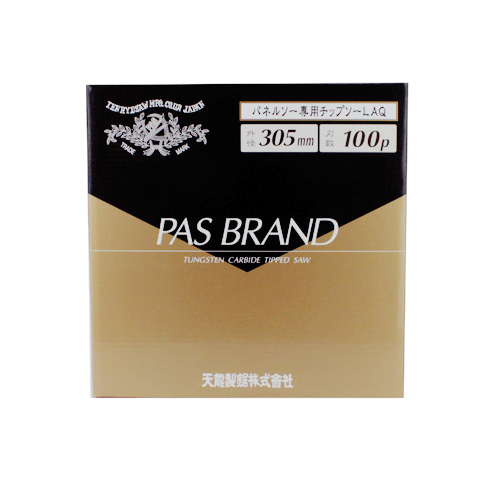 TENRYU SAW MFG. CO., LTD. JAPAN
TRADE MARK
パネルソー専用チップソーLAQ
外径 305mm 刃数 100p
PAS BRAND
TUNGSTEN CARBIDE TIPPED SAW
天龍製鋸株式會社